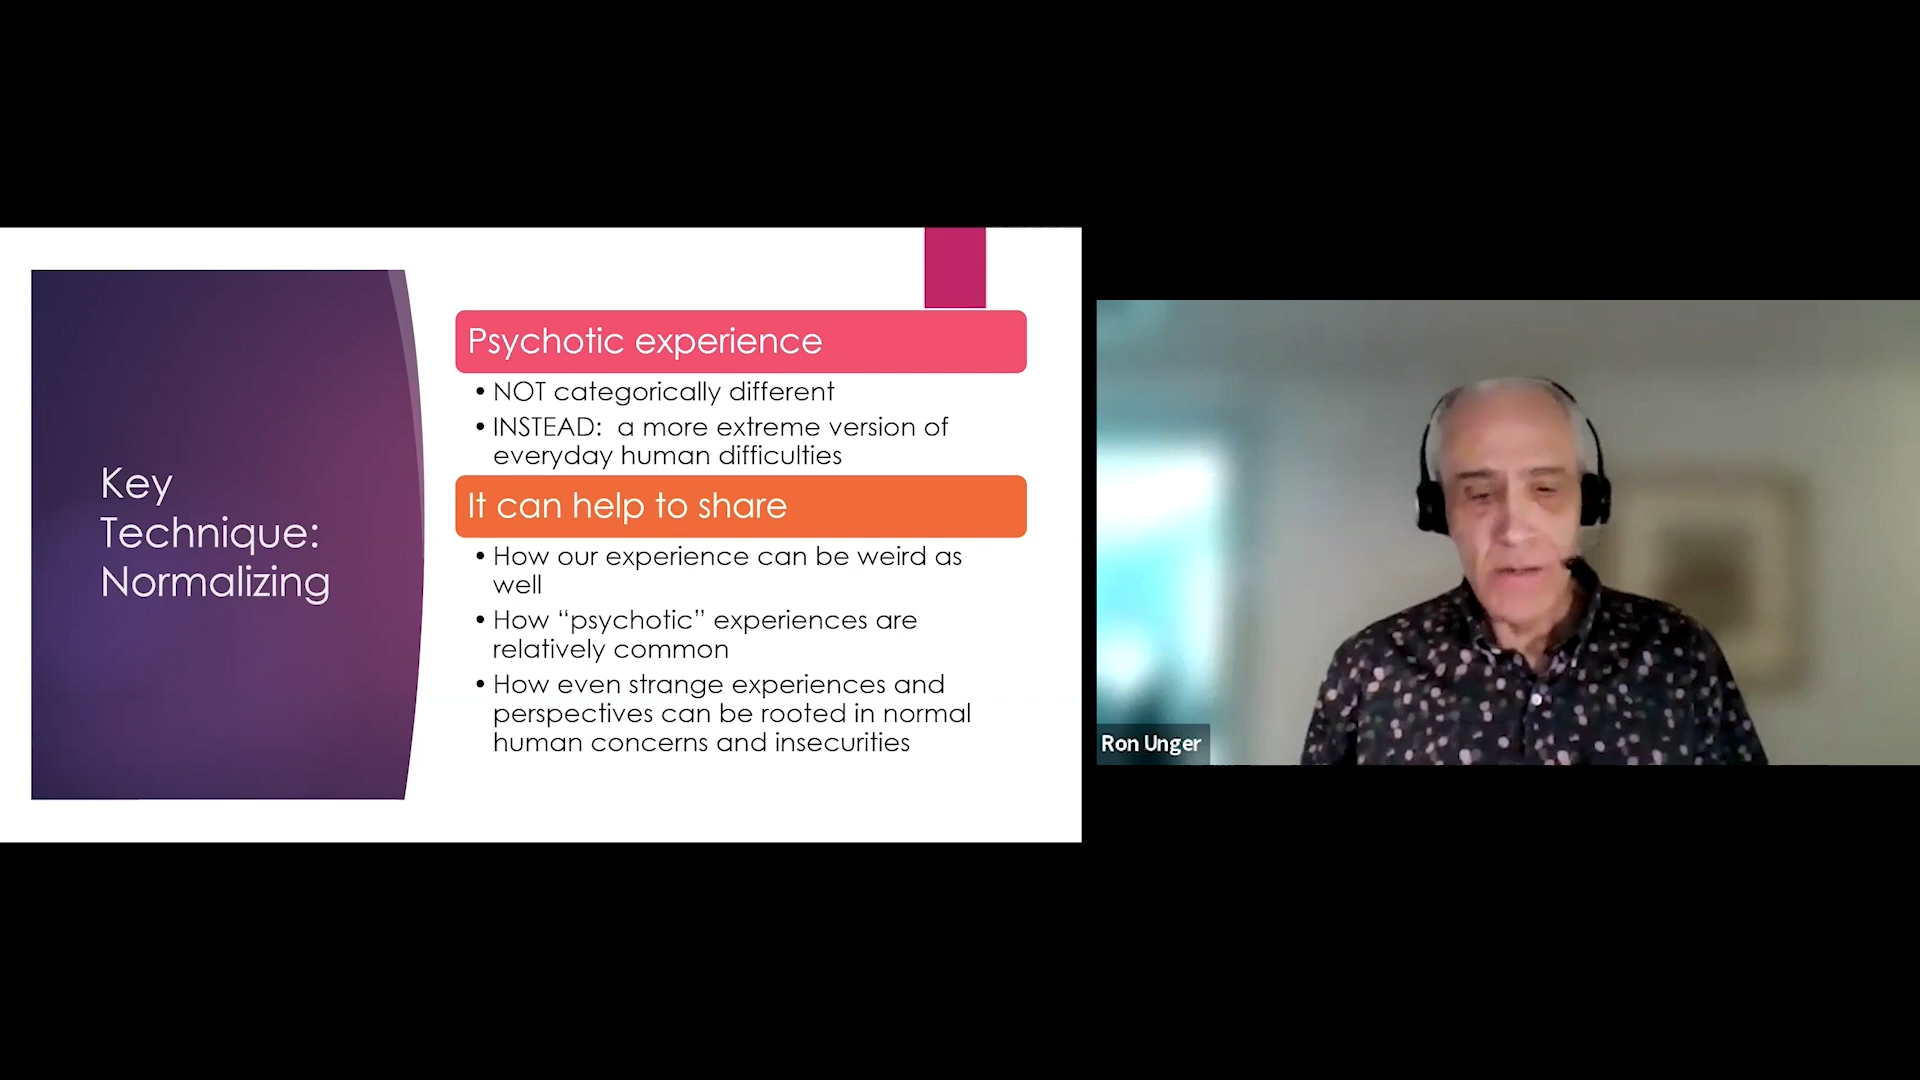 Key
Technique:
Normalizing
Psychotic experience
• NOT categorically different
• INSTEAD:  a more extreme version of
everyday human difficulties
It can help to share
• How our experience can be weird as
well
• How “psychotic” experiences are
relatively common
• How even strange experiences and
perspectives can be rooted in normal
human concerns and insecurities
Ron Unger